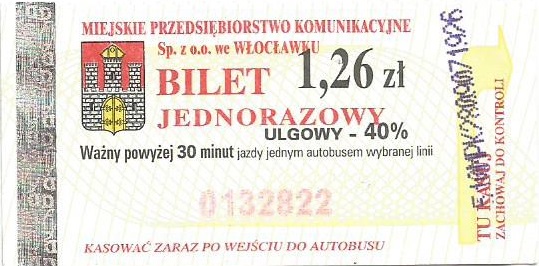 MIEJSKIE PRZEDSIĘBIORSTWO KOMUNIKACYJNE
Sp. z o.o. we WŁOCŁAWKU
BILET 1,26 zł
JEDNORAZOWY
ULGOWY - 40%
Ważny powyżej 30 minut jazdy jednym autobusem wybranej linii
0132822
KASOWAĆ ZARAZ PO WEJŚCIU DO AUTOBUSU
TU KASUJ
ZACHOWAJ DO KONTROLI